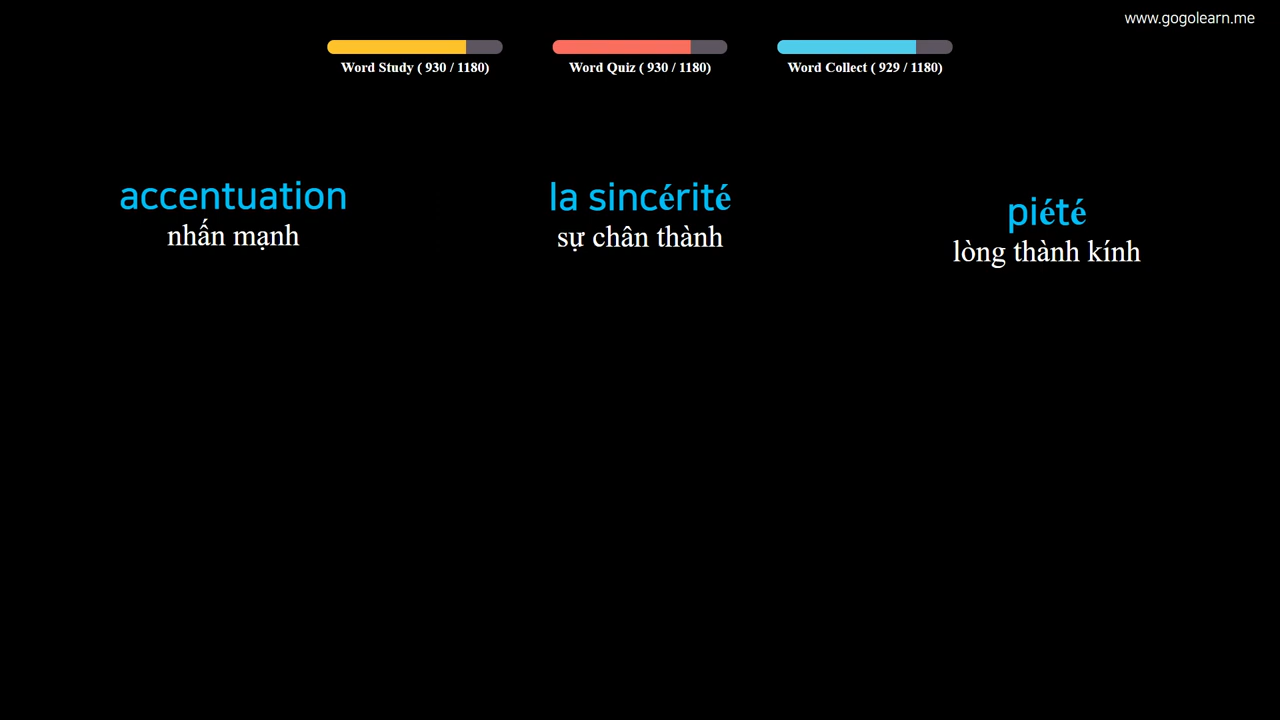 www.gogolearn.me
Word Study ( 930 / 1180)
Word Quiz ( 930 / 1180)
Word Collect ( 929 / 1180)
accentuation
nhấn mạnh
la sincérité
sự chân thành
piété
lòng thành kính